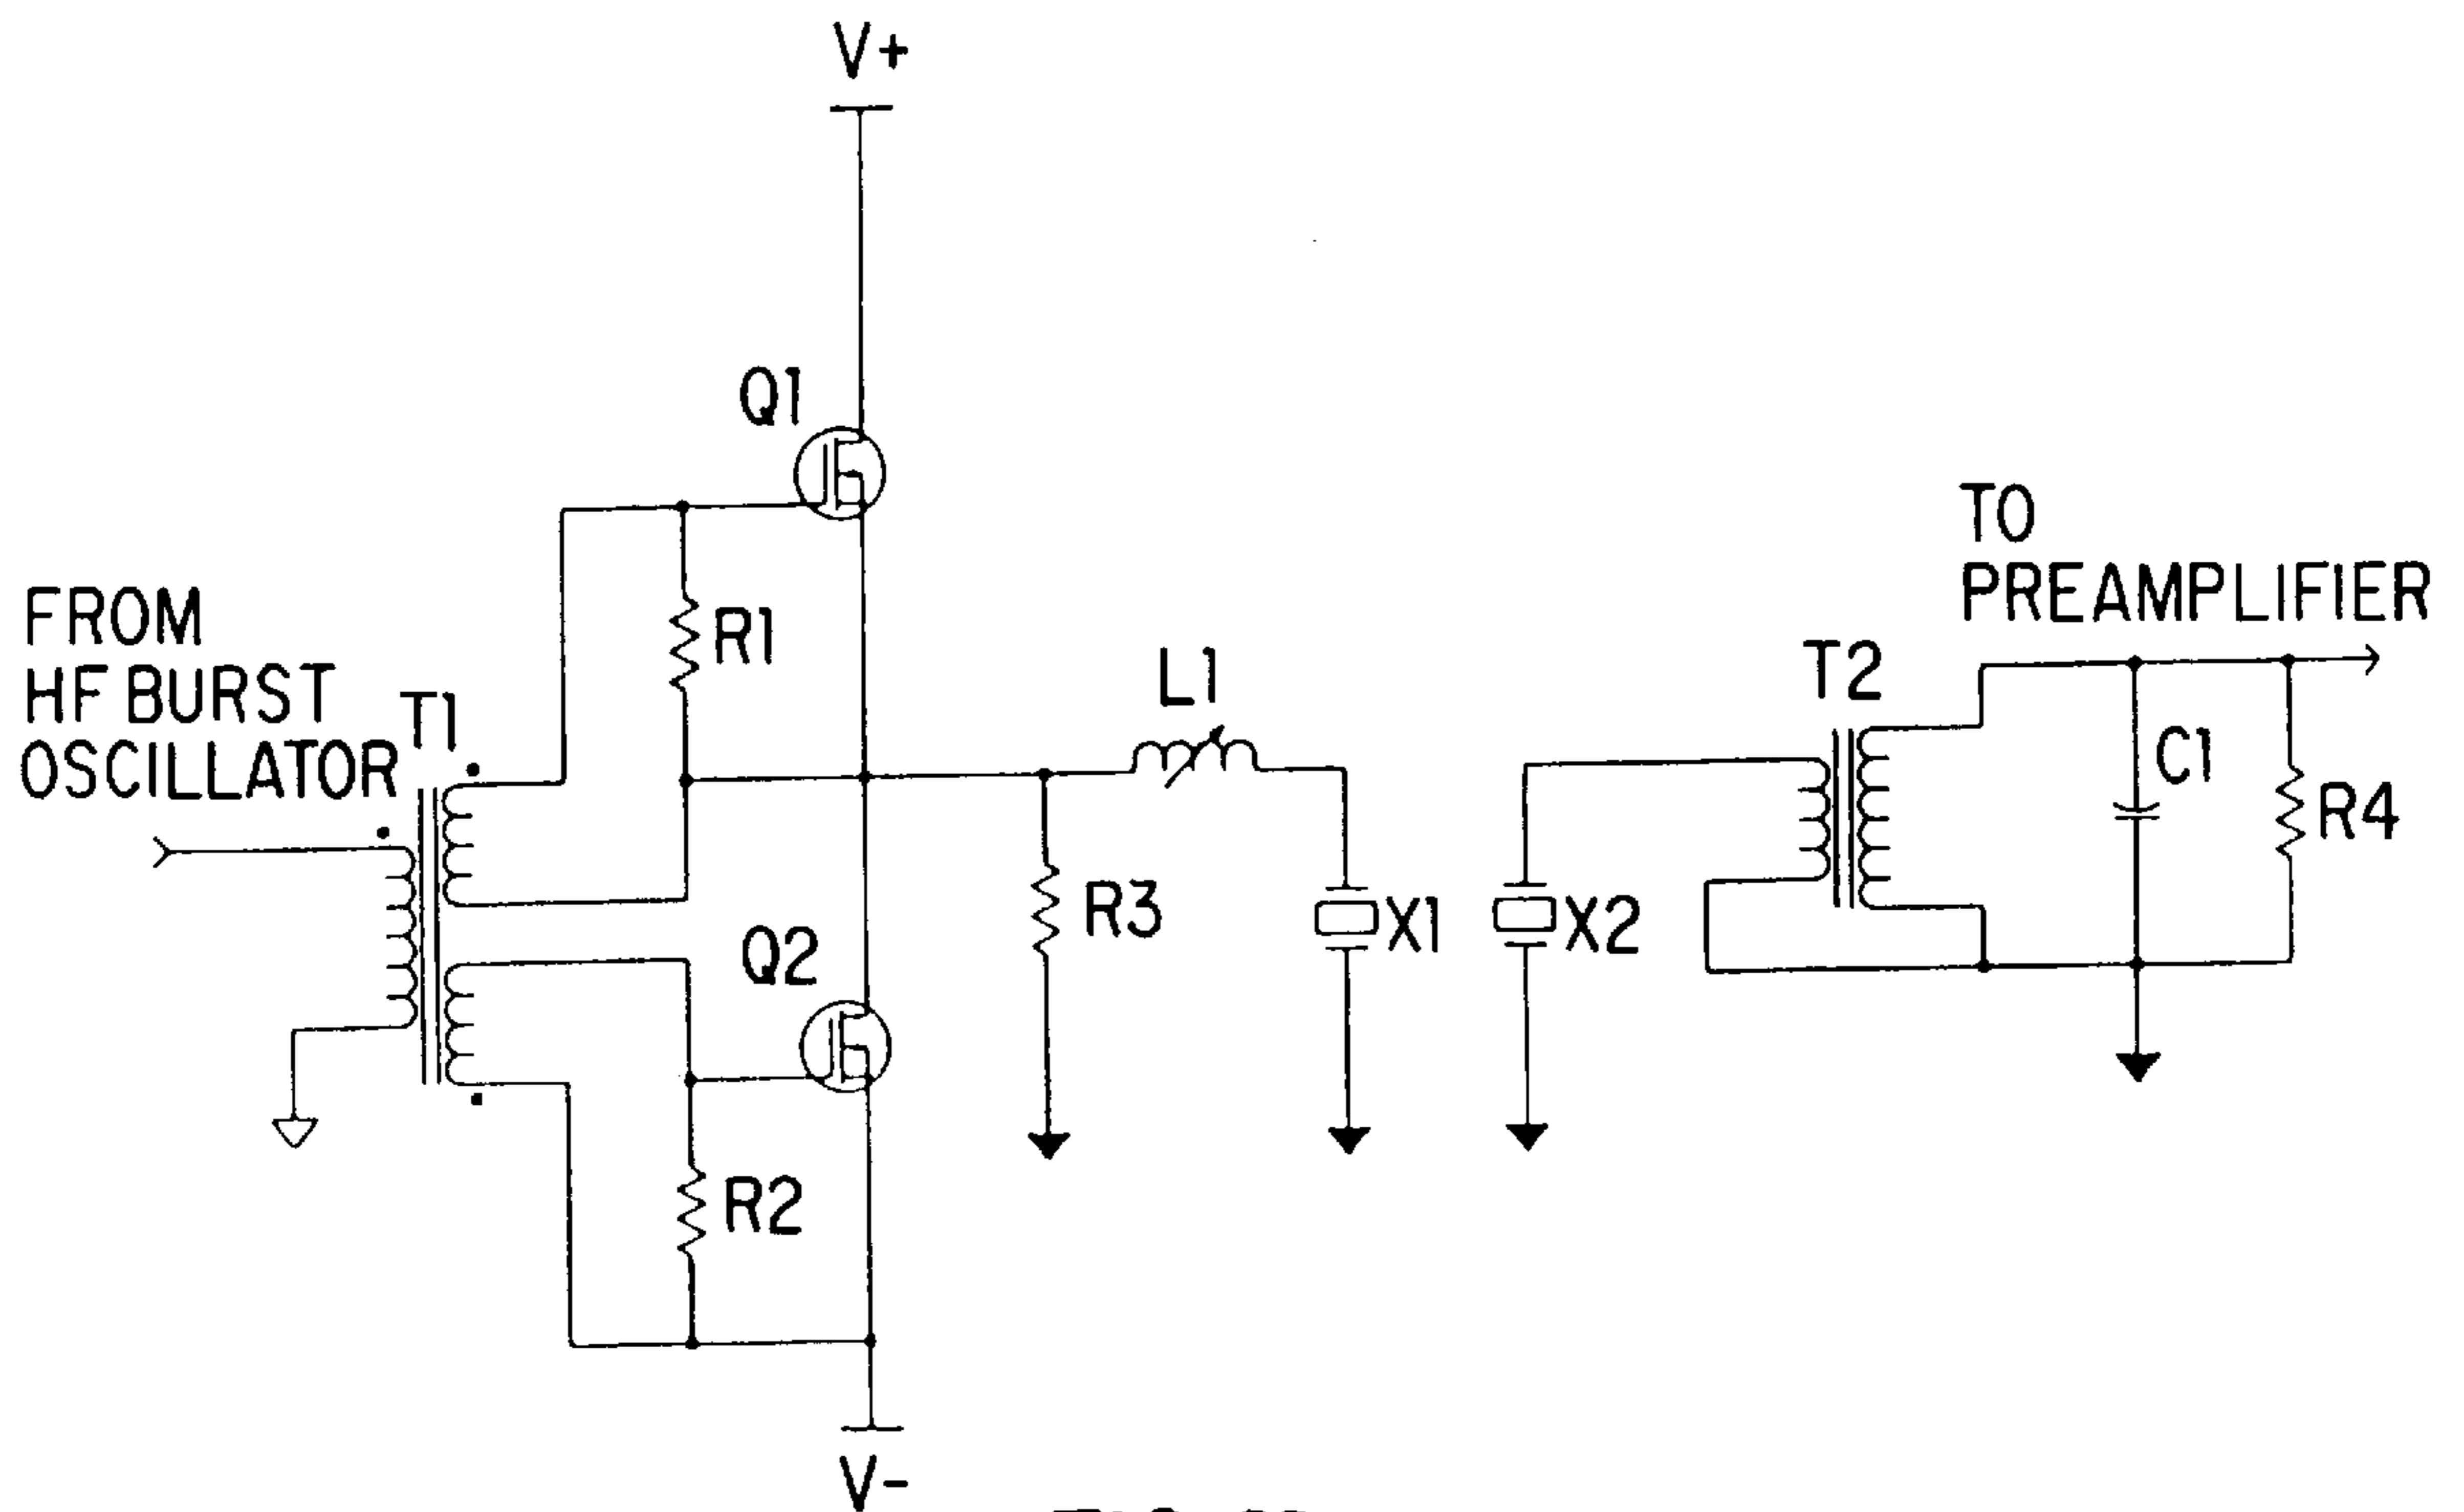 V+
Q1
R1
FROM
HF BURST
OSCILLATOR
T1
L1
TO
PREAMPLIFIER
T2
C1
R4
R3
X1
X2
Q2
R2
V-